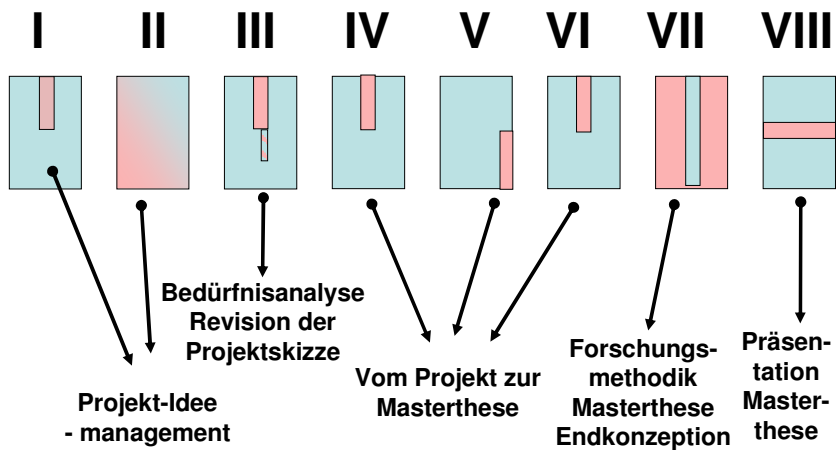 I II III IV V VI VII VIII
Bedürfnisanalyse
Revision der
Projektskizze
Projekt-Idee
- management
Vom Projekt zur
Masterthese
Forschungs-
methodik
Masterthese
Endkonzeption
Präsen-
tation
Master-
these